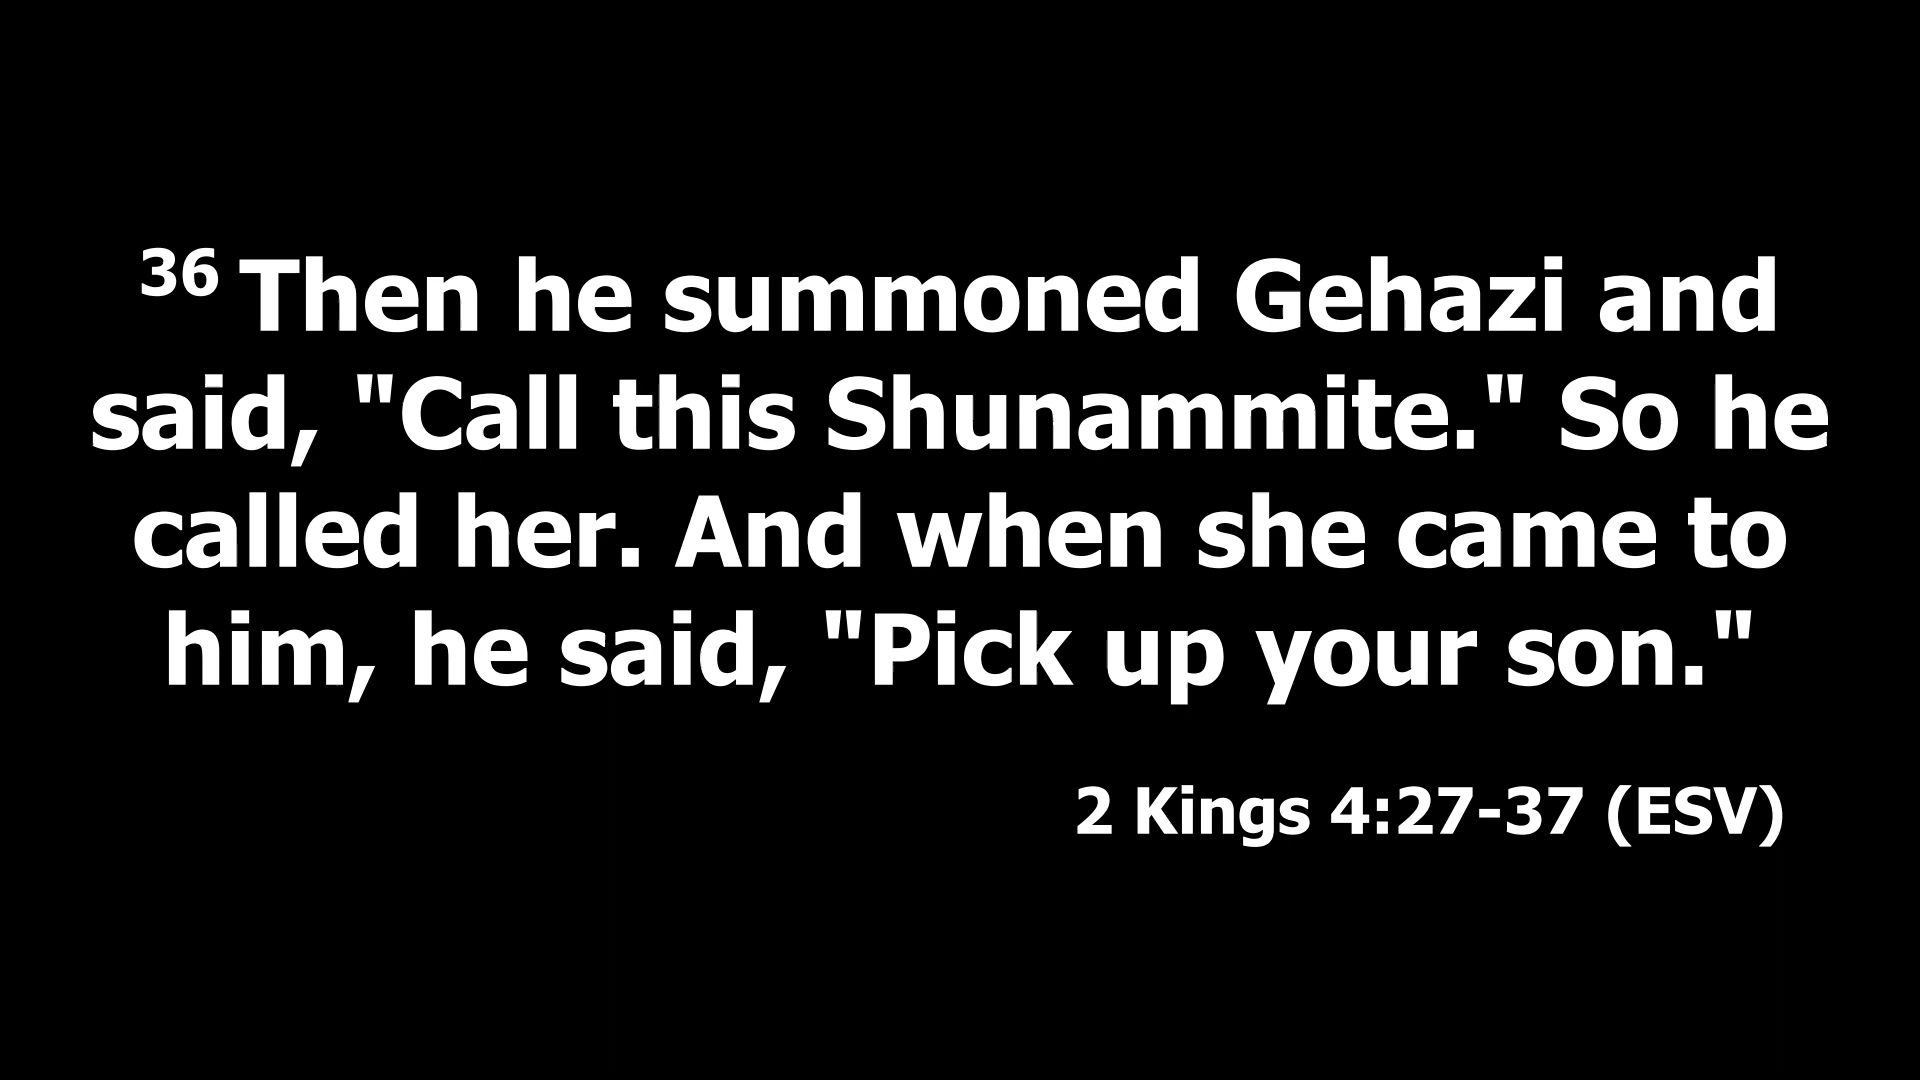 36 Then he summoned Gehazi and
said, "Call this Shunammite." So he
called her. And when she came to
him, he said, "Pick up your son."
2 Kings 4:27-37 (ESV)